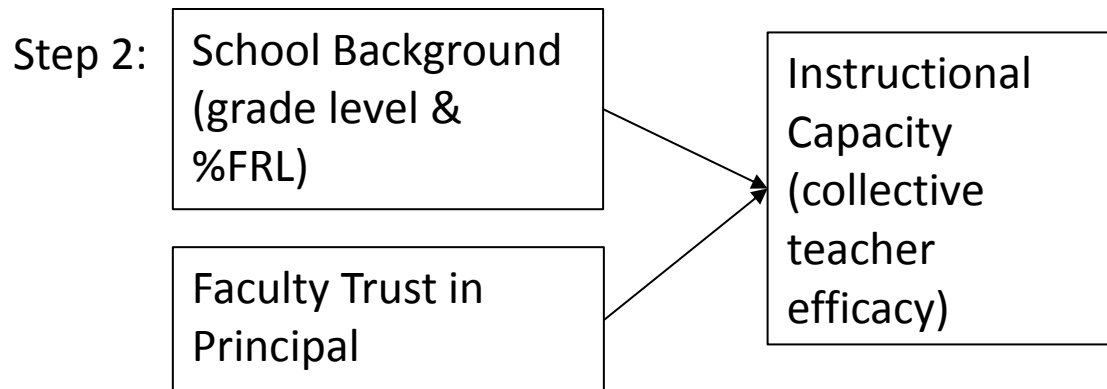 Step 2:
School Background
(grade level &
%FRL)
Faculty Trust in
Principal
Instructional
Capacity
(collective
teacher
efficacy)